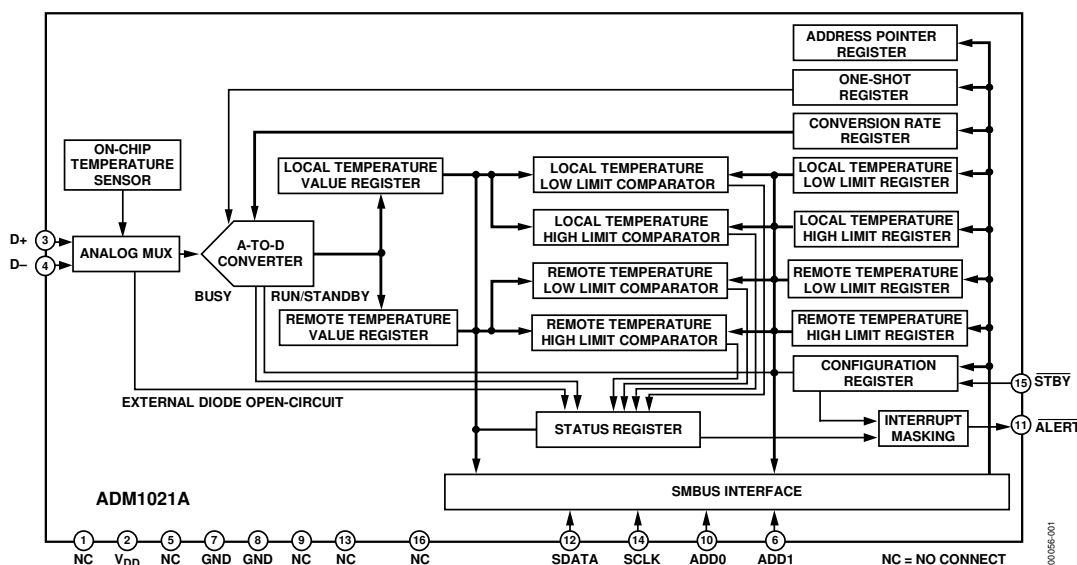 ADDRESS POINTER
REGISTER
ONE-SHOT
REGISTER
CONVERSION RATE
REGISTER
ON-CHIP
TEMPERATURE
SENSOR
LOCAL TEMPERATURE
VALUE REGISTER
LOCAL TEMPERATURE
LOW LIMIT COMPARATOR
LOCAL TEMPERATURE
LOW LIMIT REGISTER
LOCAL TEMPERATURE
HIGH LIMIT COMPARATOR
LOCAL TEMPERATURE
HIGH LIMIT REGISTER
D+ 3
D– 4
ANALOG MUX
A-TO-D
CONVERTER
BUSY
RUN/STANDBY
REMOTE TEMPERATURE
LOW LIMIT COMPARATOR
REMOTE TEMPERATURE
LOW LIMIT REGISTER
REMOTE TEMPERATURE
VALUE REGISTER
REMOTE TEMPERATURE
HIGH LIMIT COMPARATOR
REMOTE TEMPERATURE
HIGH LIMIT REGISTER
CONFIGURATION
REGISTER
15 STBY
EXTERNAL DIODE OPEN-CIRCUIT
STATUS REGISTER
INTERRUPT
MASKING
11 ALERT
SMBUS INTERFACE
ADM1021A
1 2 5 7 8 9 13 16 12 14 10 6
NC VDD NC GND GND NC NC NC SDATA SCLK ADD0 ADD1 NC = NO CONNECT
00056-001